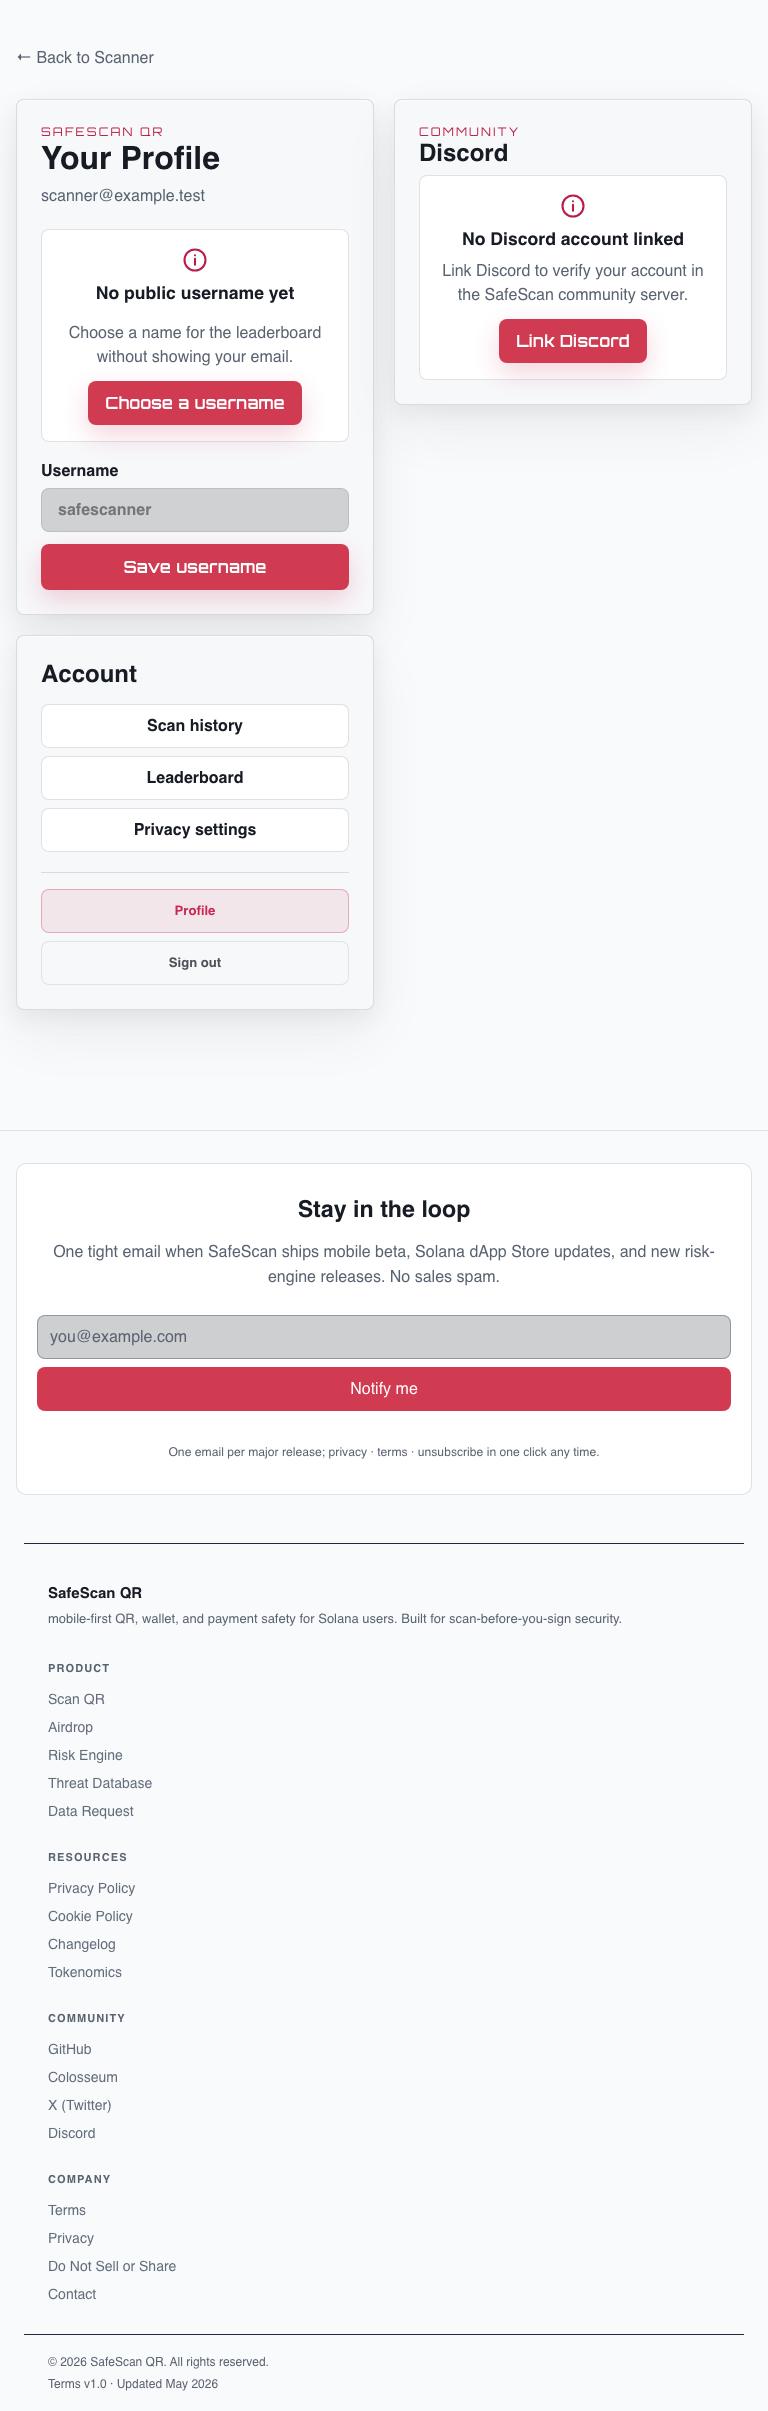 ← Back to Scanner
SAFESCAN QR
Your Profile
scanner@example.test
No public username yet
Choose a name for the leaderboard
without showing your email.
Choose a username
Username
safescanner
Save username
COMMUNITY
Discord
No Discord account linked
Link Discord to verify your account in
the SafeScan community server.
Link Discord
Account
Scan history
Leaderboard
Privacy settings
Profile
Sign out
Stay in the loop
One tight email when SafeScan ships mobile beta, Solana dApp Store updates, and new risk-
engine releases. No sales spam.
you@example.com
Notify me
One email per major release; privacy · terms · unsubscribe in one click any time.
SafeScan QR
mobile-first QR, wallet, and payment safety for Solana users. Built for scan-before-you-sign security.
PRODUCT
Scan QR
Airdrop
Risk Engine
Threat Database
Data Request
RESOURCES
Privacy Policy
Cookie Policy
Changelog
Tokenomics
COMMUNITY
GitHub
Colosseum
X (Twitter)
Discord
COMPANY
Terms
Privacy
Do Not Sell or Share
Contact
© 2026 SafeScan QR. All rights reserved.
Terms v1.0 · Updated May 2026